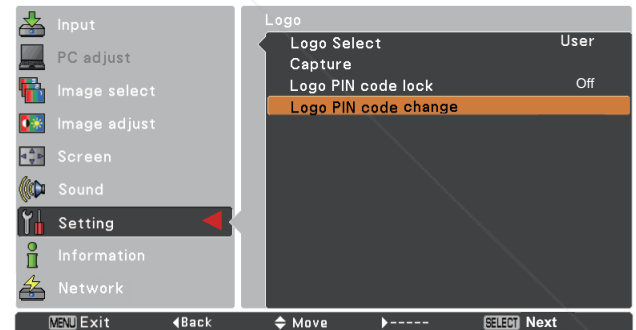 Input
PC adjust
Image select
Image adjust
Screen
Sound
Setting
Information
Network
Logo
Logo Select User
Capture
Logo PIN code lock Off
Logo PIN code change
MENU Exit ◀Back Move ▶----- SELECT Next